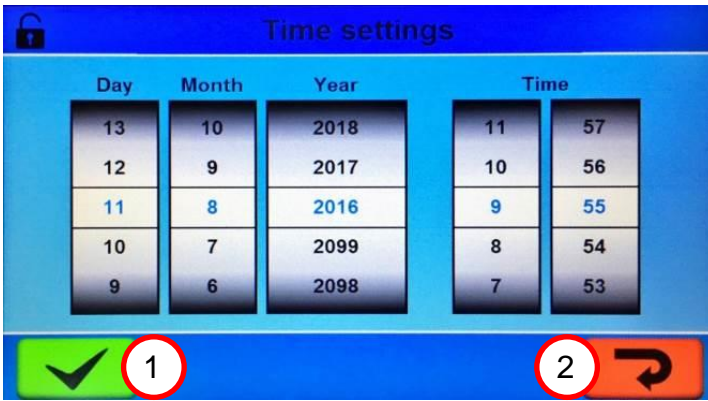 Time settings
Day Month Year Time
13 10 2018 11 57
12 9 2017 10 56
11 8 2016 9 55
10 7 2099 8 54
9 6 2098 7 53
1 2